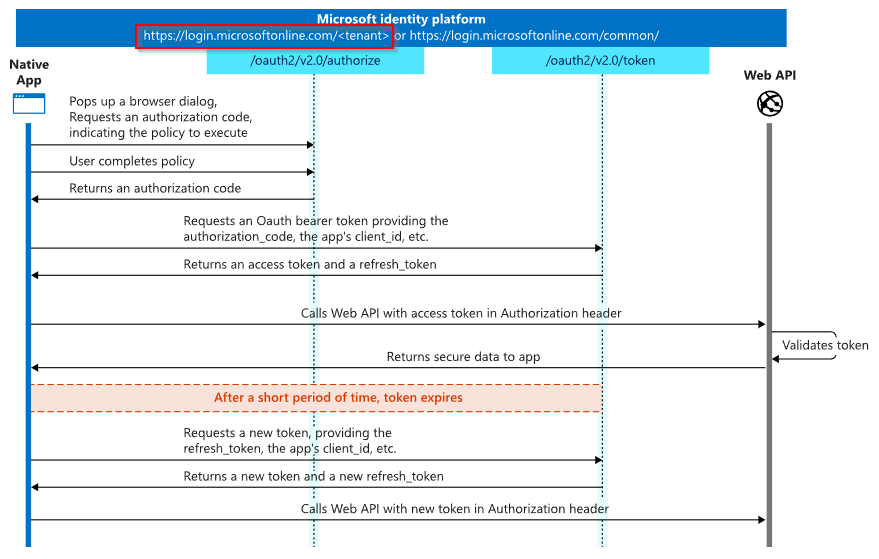 Microsoft identity platform
https://login.microsoftonline.com/<tenant> or https://login.microsoftonline.com/common/
/oauth2/v2.0/authorize
/oauth2/v2.0/token
Native
App
Web API
Pops up a browser dialog,
Requests an authorization code,
indicating the policy to execute
User completes policy
Returns an authorization code
Requests an Oauth bearer token providing the
authorization_code, the app's client_id, etc.
Returns an access token and a refresh_token
Calls Web API with access token in Authorization header
Validates token
Returns secure data to app
After a short period of time, token expires
Requests a new token, providing the
refresh_token, the app's client_id, etc.
Returns a new token and a new refresh_token
Calls Web API with new token in Authorization header